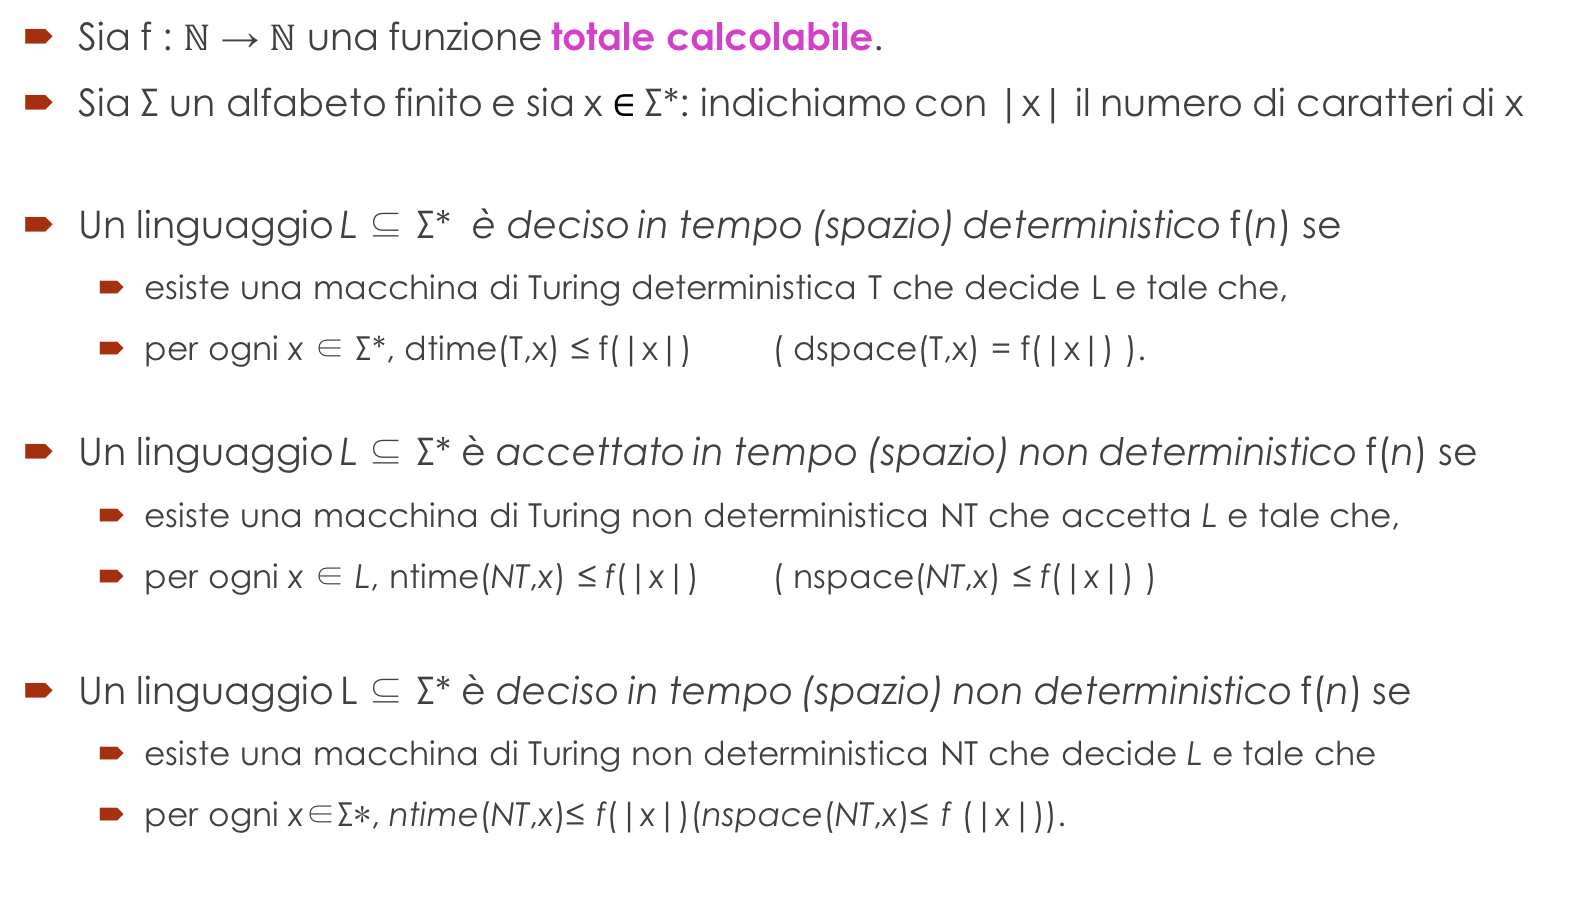 Sia f : ℕ → ℕ una funzione totale calcolabile.
Sia Σ un alfabeto finito e sia x ∈ Σ*: indichiamo con |x| il numero di caratteri di x
Un linguaggio L ⊆ Σ* è deciso in tempo (spazio) deterministico f(n) se
esiste una macchina di Turing deterministica T che decide L e tale che,
per ogni x ∈ Σ*, dtime(T,x) ≤ f(|x|) ( dspace(T,x) = f(|x|) ).
Un linguaggio L ⊆ Σ* è accettato in tempo (spazio) non deterministico f(n) se
esiste una macchina di Turing non deterministica NT che accetta L e tale che,
per ogni x ∈ L, ntime(NT,x) ≤ f(|x|) ( nspace(NT,x) ≤ f(|x|) )
Un linguaggio L ⊆ Σ* è deciso in tempo (spazio) non deterministico f(n) se
esiste una macchina di Turing non deterministica NT che decide L e tale che
per ogni x∈Σ∗, ntime(NT,x)≤ f(|x|)(nspace(NT,x)≤ f (|x|)).